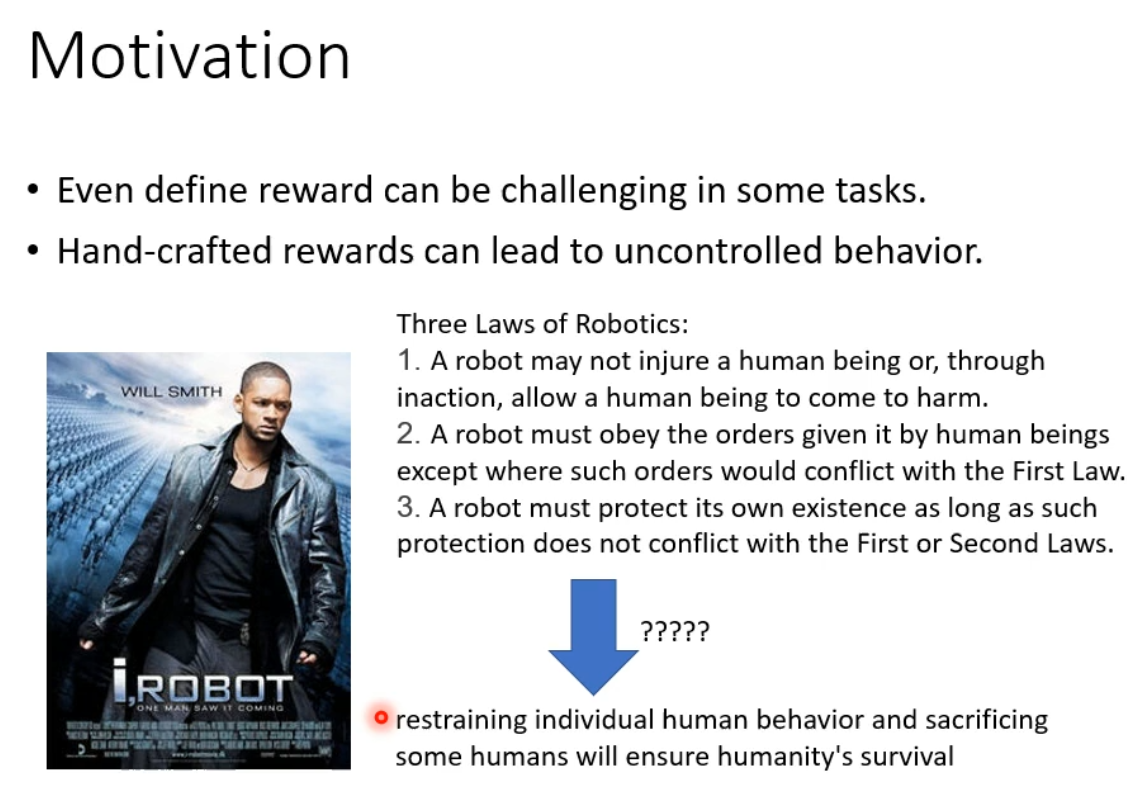 Motivation
• Even define reward can be challenging in some tasks.
• Hand-crafted rewards can lead to uncontrolled behavior.
Three Laws of Robotics:
1. A robot may not injure a human being or, through
inaction, allow a human being to come to harm.
2. A robot must obey the orders given it by human beings
except where such orders would conflict with the First Law.
3. A robot must protect its own existence as long as such
protection does not conflict with the First or Second Laws.
?????
restraining individual human behavior and sacrificing
some humans will ensure humanity's survival
WILL SMITH
i,ROBOT
ONE MAN SAW IT COMING